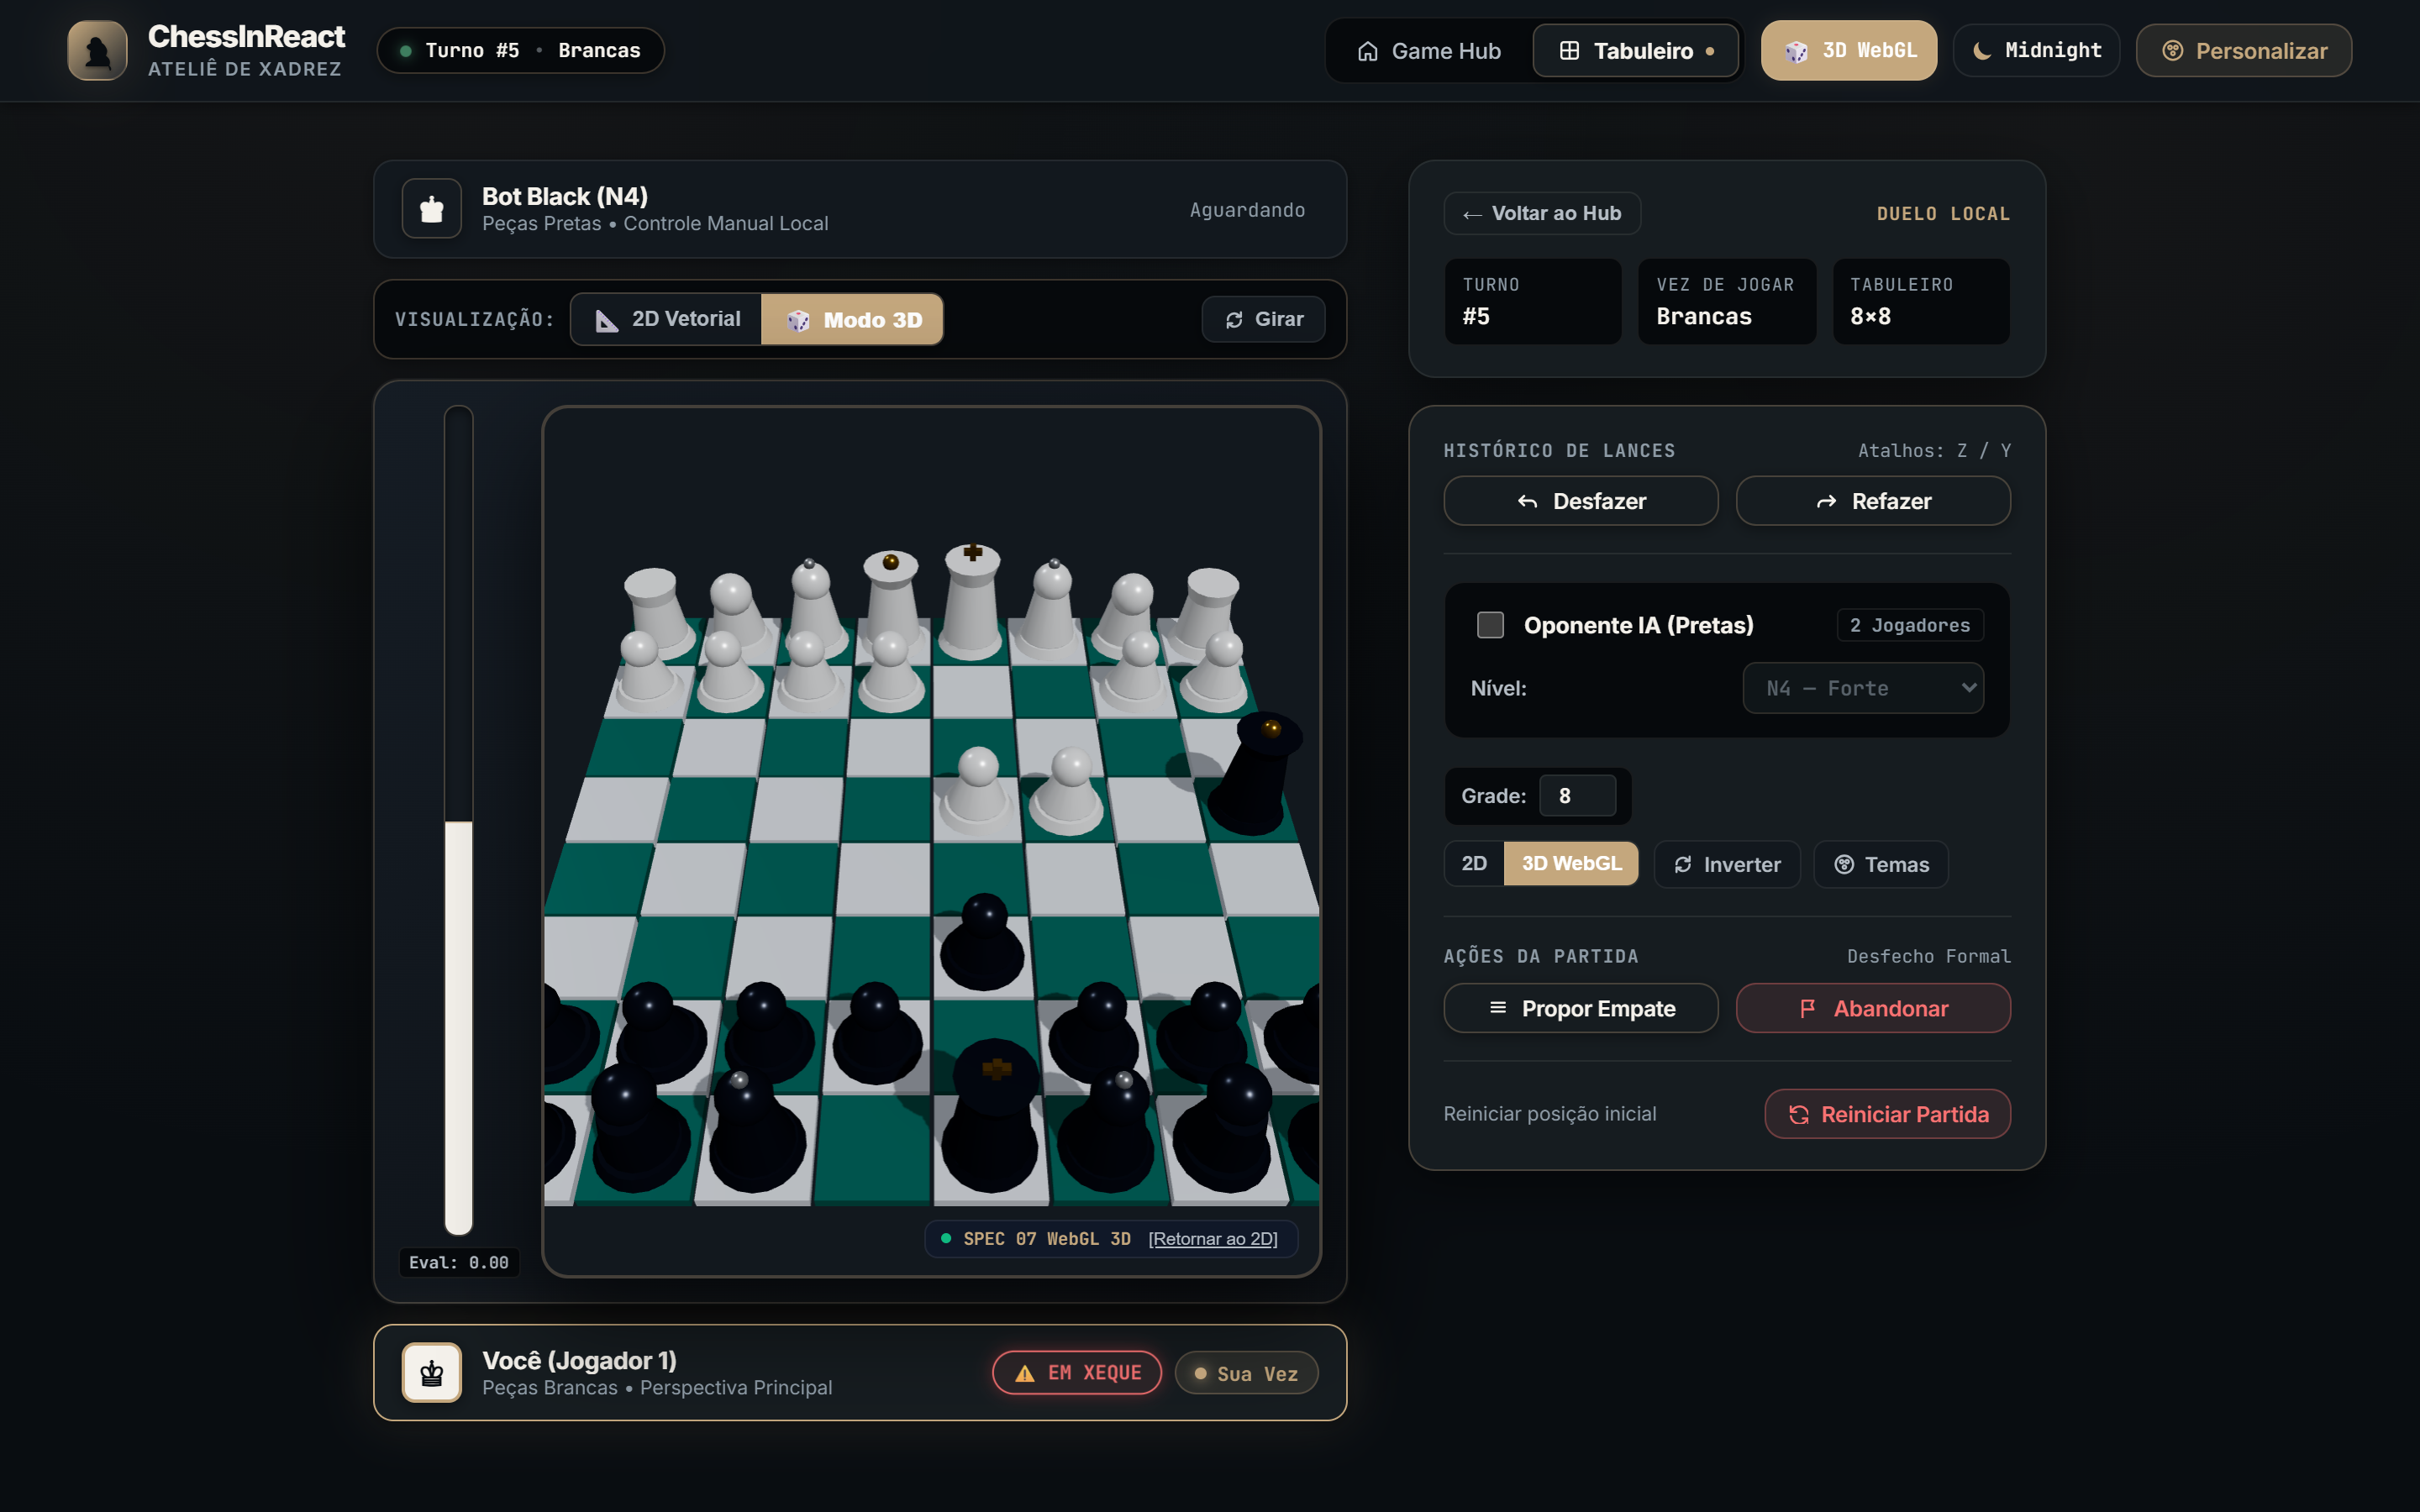 ChessInReact
ATELIÊ DE XADREZ
Turno #5 • Brancas
Game Hub
Tabuleiro
3D WebGL
Midnight
Personalizar
Bot Black (N4)
Peças Pretas • Controle Manual Local
Aguardando
VISUALIZAÇÃO:
2D Vetorial
Modo 3D
Girar
Eval: 0.00
SPEC 07 WebGL 3D [Retornar ao 2D]
Você (Jogador 1)
Peças Brancas • Perspectiva Principal
EM XEQUE
Sua Vez
← Voltar ao Hub
DUELO LOCAL
TURNO
#5
VEZ DE JOGAR
Brancas
TABULEIRO
8×8
HISTÓRICO DE LANCES
Atalhos: Z / Y
Desfazer
Refazer
Oponente IA (Pretas)
2 Jogadores
Nível:
N4 — Forte
Grade:
8
2D
3D WebGL
Inverter
Temas
AÇÕES DA PARTIDA
Desfecho Formal
Propor Empate
Abandonar
Reiniciar posição inicial
Reiniciar Partida